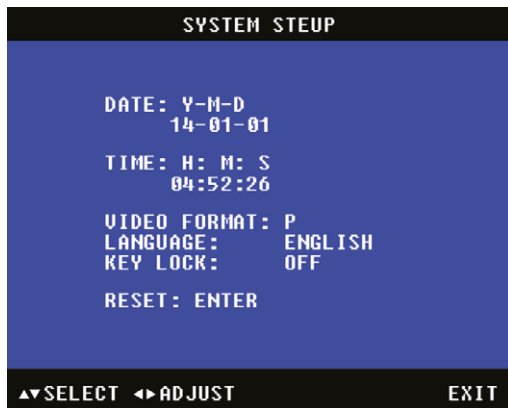 SYSTEM STEUP
DATE: Y-M-D
14-01-01
TIME: H: M: S
04:52:26
VIDEO FORMAT: P
LANGUAGE: ENGLISH
KEY LOCK: OFF
RESET: ENTER
▲▼SELECT ◄►ADJUST EXIT